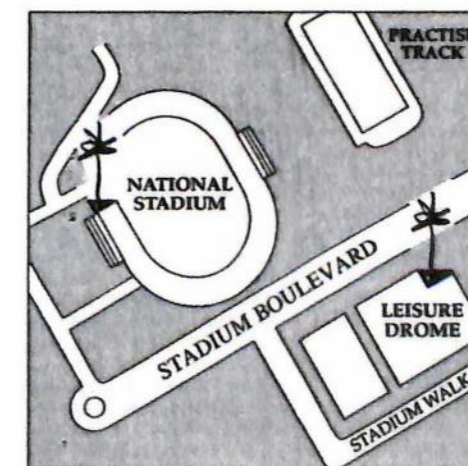 PRACTISE
TRACK
NATIONAL
STADIUM
STADIUM BOULEVARD
LEISURE
DROME
STADIUM WALK